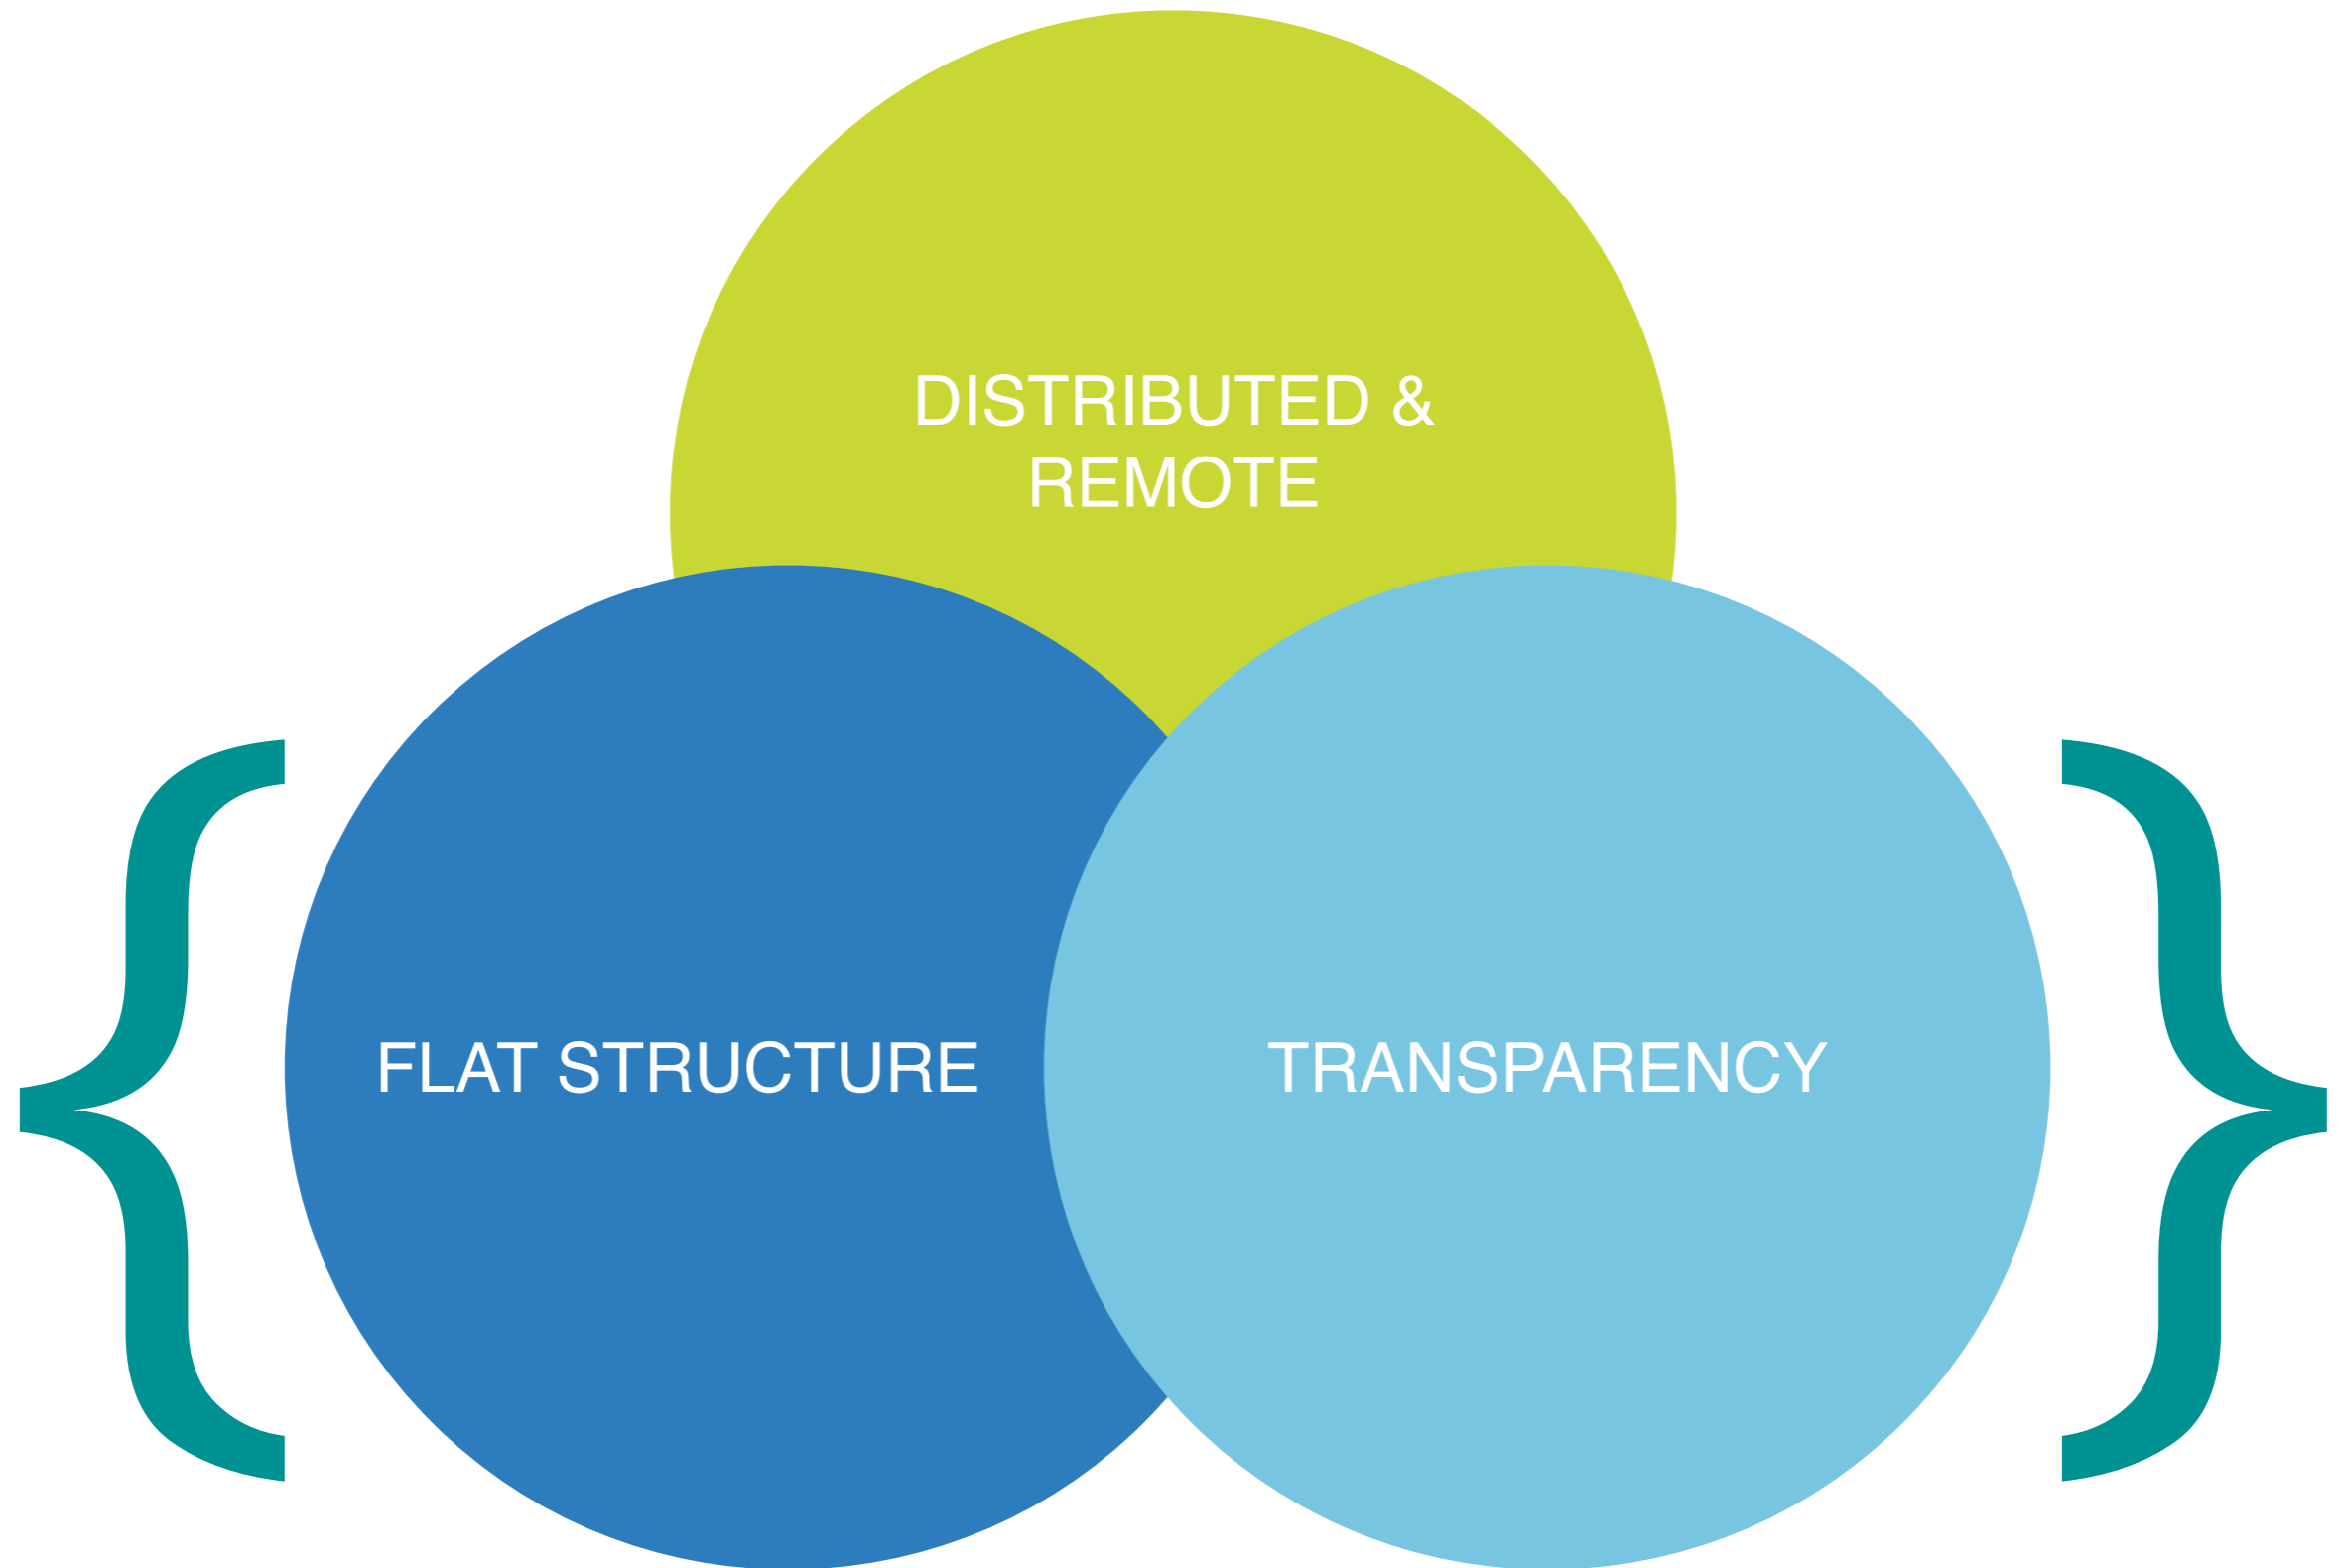 DISTRIBUTED &
REMOTE
{
FLAT STRUCTURE
TRANSPARENCY
}